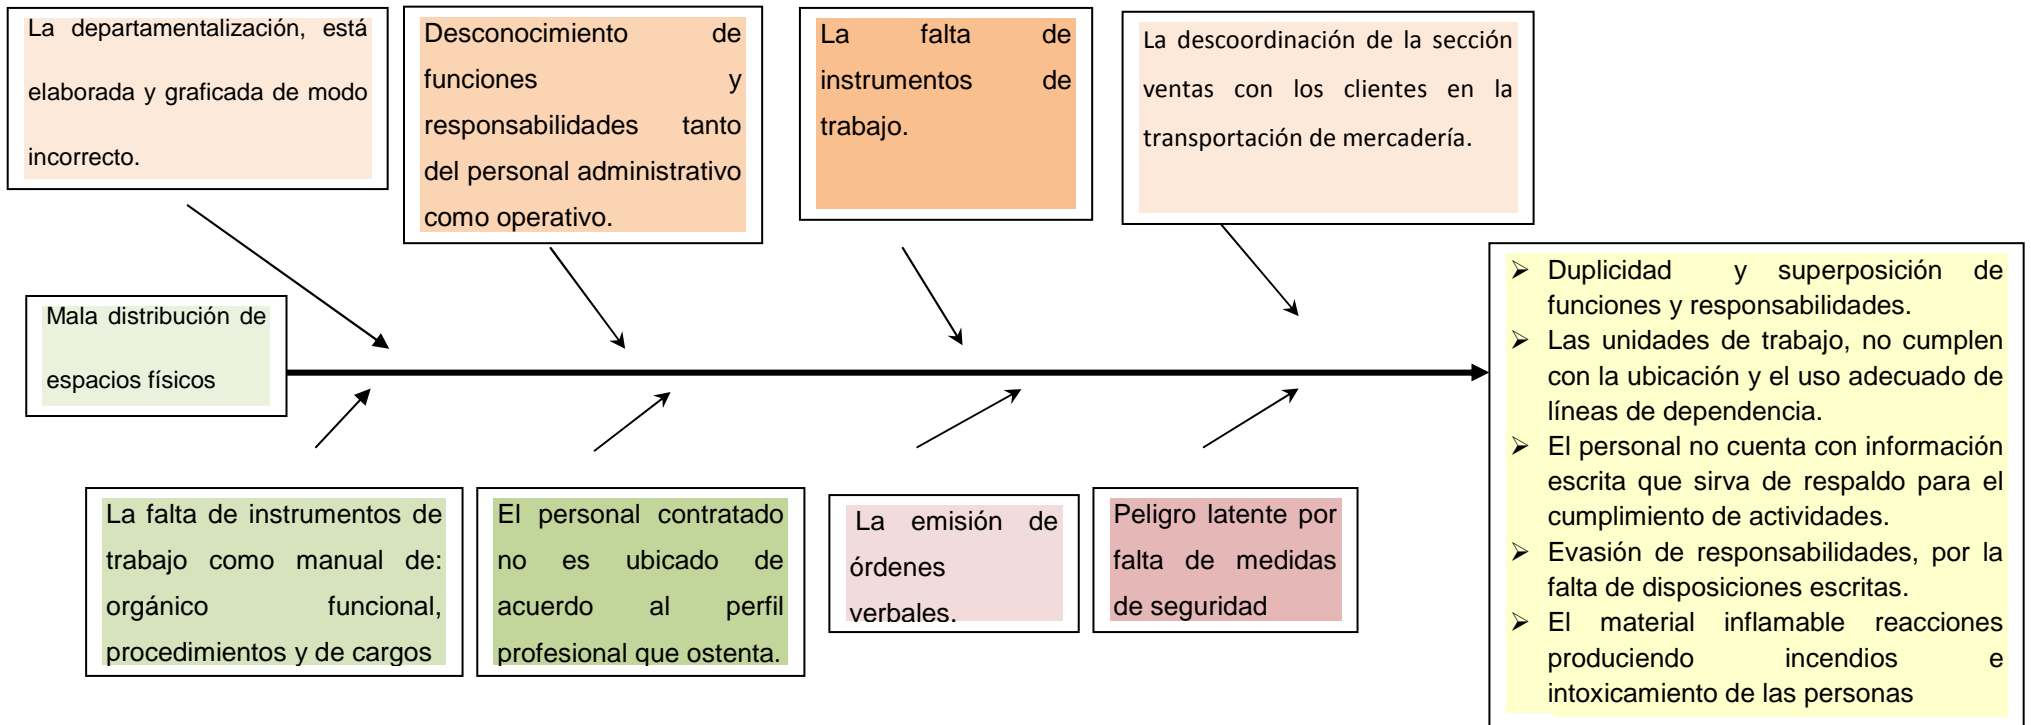 La departamentalización, está
elaborada y graficada de modo
incorrecto.
Desconocimiento de
funciones y
responsabilidades tanto
del personal administrativo
como operativo.
La falta de
instrumentos de
trabajo.
La descoordinación de la sección
ventas con los clientes en la
transportación de mercadería.
Mala distribución de
espacios físicos
➢ Duplicidad y superposición de
funciones y responsabilidades.
➢ Las unidades de trabajo, no cumplen
con la ubicación y el uso adecuado de
líneas de dependencia.
➢ El personal no cuenta con información
escrita que sirva de respaldo para el
cumplimiento de actividades.
➢ Evasión de responsabilidades, por la
falta de disposiciones escritas.
➢ El material inflamable reacciones
produciendo incendios e
intoxicamiento de las personas
La falta de instrumentos de
trabajo como manual de:
orgánico funcional,
procedimientos y de cargos
El personal contratado
no es ubicado de
acuerdo al perfil
profesional que ostenta.
La emisión de
órdenes
verbales.
Peligro latente por
falta de medidas
de seguridad